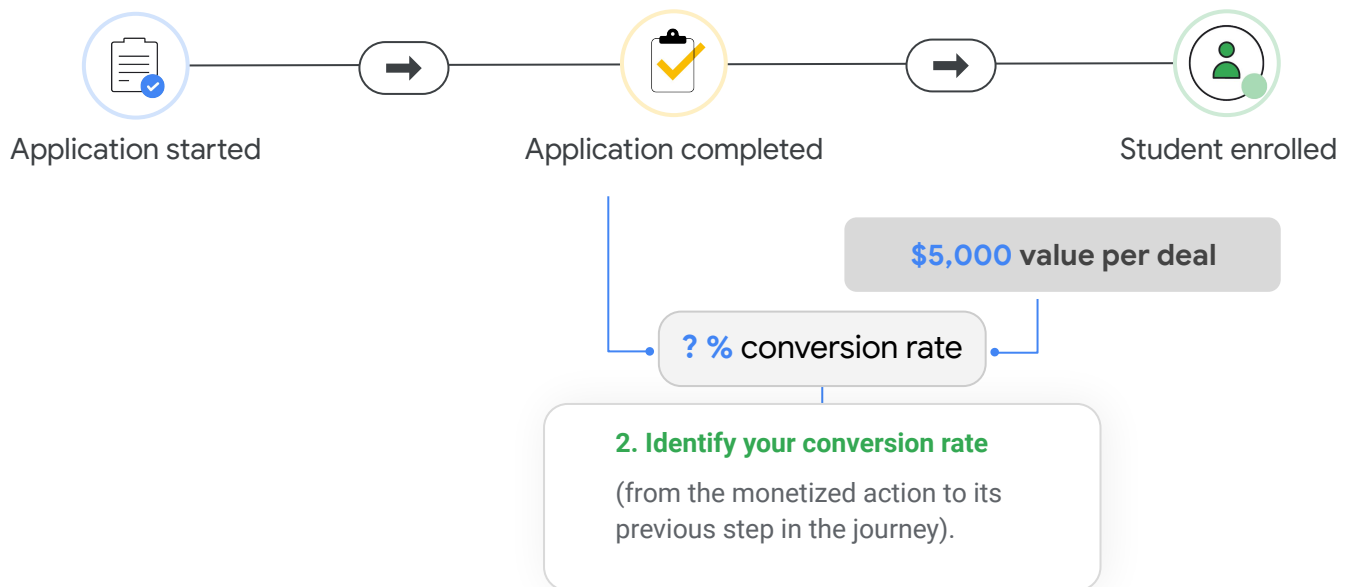 Application started
Application completed
Student enrolled
$5,000 value per deal
? % conversion rate
2. Identify your conversion rate
(from the monetized action to its
previous step in the journey).